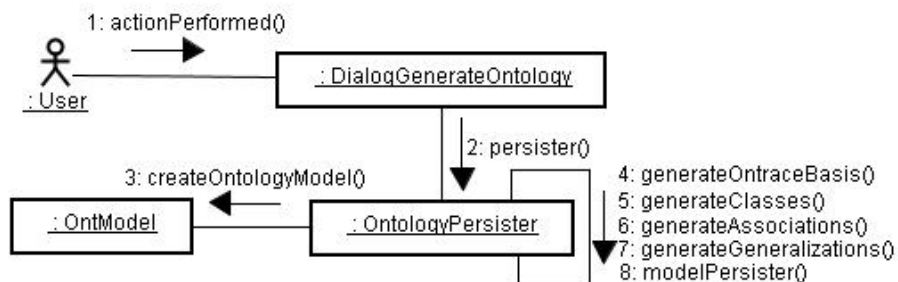 1: actionPerformed()
: DialogGenerateOntology
: User
2: persister()
3: createOntologyModel()
4: generateOntraceBasis()
5: generateClasses()
: OntModel
: OntologyPersister
6: generateAssociations()
7: generateGeneralizations()
8: modelPersister()